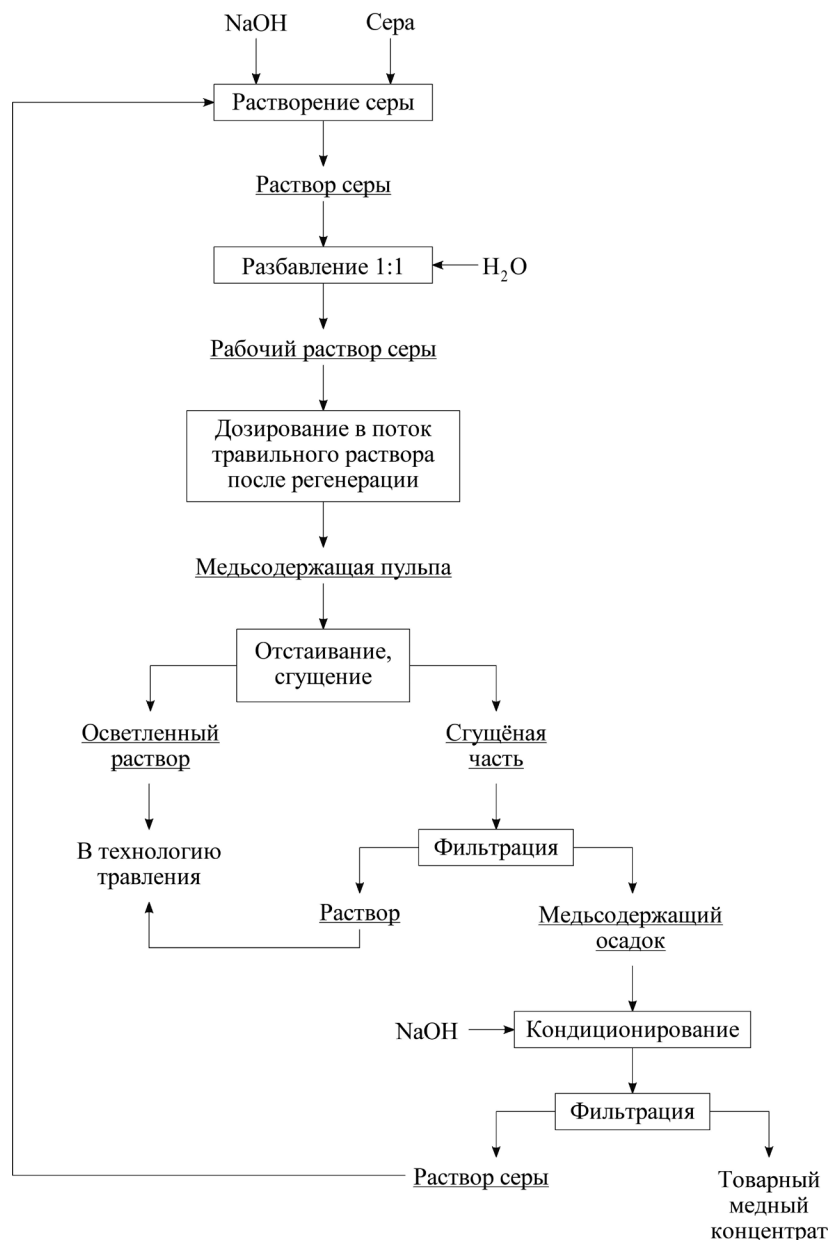 NaOH
Сера
Растворение серы
Раствор серы
Разбавление 1:1
H₂O
Рабочий раствор серы
Дозирование в поток
травильного раствора
после регенерации
Медьсодержащая пульпа
Отстаивание,
сгущение
Осветленный
раствор
Сгущёная
часть
В технологию
травления
Фильтрация
Раствор
Медьсодержащий
осадок
NaOH
Кондиционирование
Фильтрация
Раствор серы
Товарный
медный
концентрат